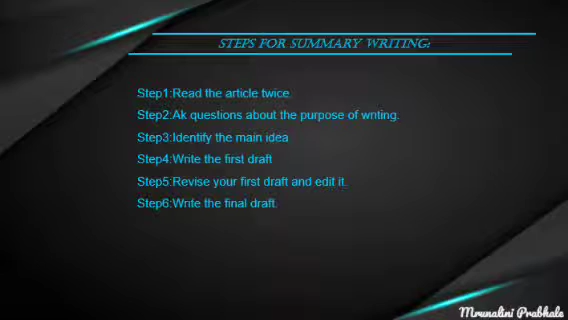 STEPS FOR SUMMARY WRITING:
Step1:Read the article twice.
Step2:Ak questions about the purpose of writing.
Step3:Identify the main idea
Step4:Write the first draft
Step5:Revise your first draft and edit it.
Step6:Write the final draft.
Mrunalini Prabhale